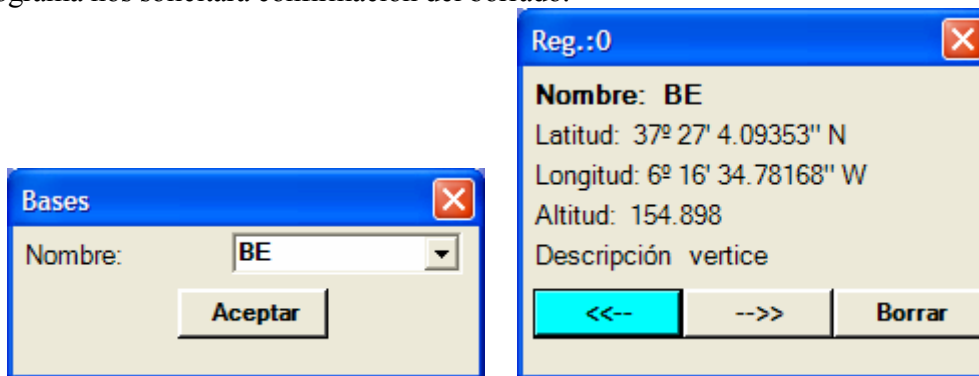 programa nos solicitará confirmación del borrado.
Bases
Nombre: BE
Aceptar
Reg.:0
Nombre: BE
Latitud: 37º 27' 4.09353'' N
Longitud: 6º 16' 34.78168'' W
Altitud: 154.898
Descripción vertice
<<-- -->> Borrar